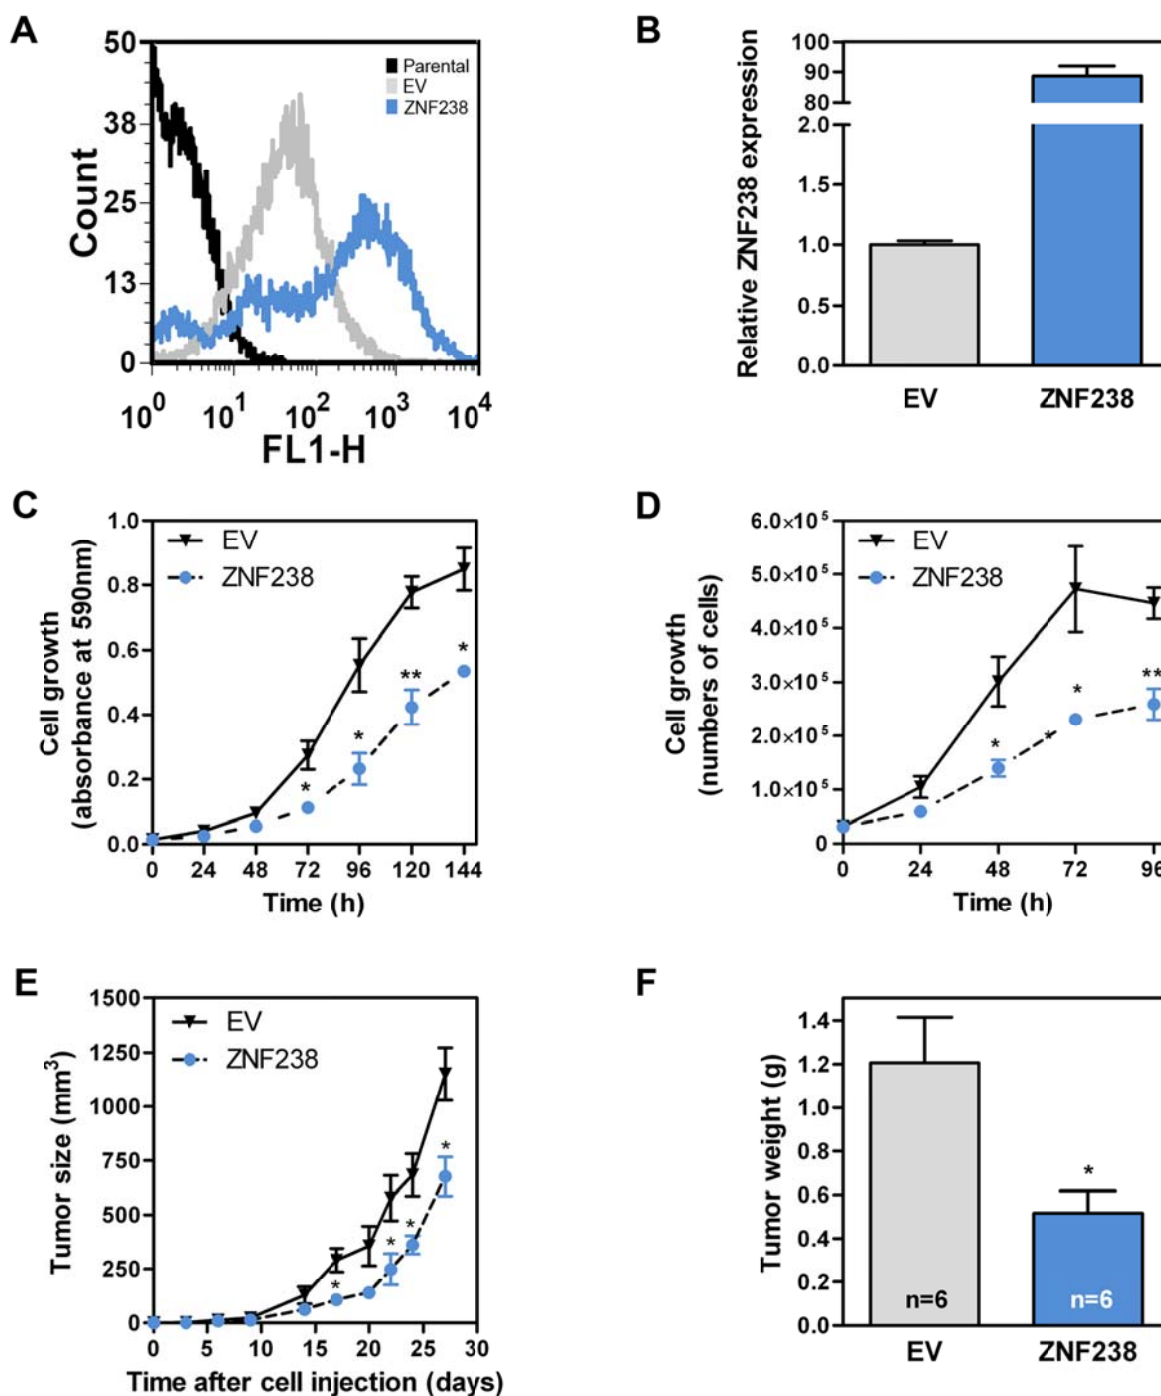 A
50
38
25
13
0
Count
Parental
EV
ZNF238
10^0
10^1
10^2
10^3
10^4
FL1-H
B
Relative ZNF238 expression
100
90
80
2.0
1.5
1.0
0.5
0.0
EV
ZNF238
C
Cell growth
(absorbance at 590nm)
1.0
0.8
0.6
0.4
0.2
0.0
EV
ZNF238
*
*
**
*
0
24
48
72
96
120
144
Time (h)
D
Cell growth
(numbers of cells)
6.0×10^5
5.0×10^5
4.0×10^5
3.0×10^5
2.0×10^5
1.0×10^5
0
EV
ZNF238
*
*
*
**
0
24
48
72
96
Time (h)
E
Tumor size (mm^3)
1500
1250
1000
750
500
250
0
EV
ZNF238
*
*
*
*
0
5
10
15
20
25
30
Time after cell injection (days)
F
Tumor weight (g)
1.4
1.2
1.0
0.8
0.6
0.4
0.2
0.0
*
n=6
n=6
EV
ZNF238